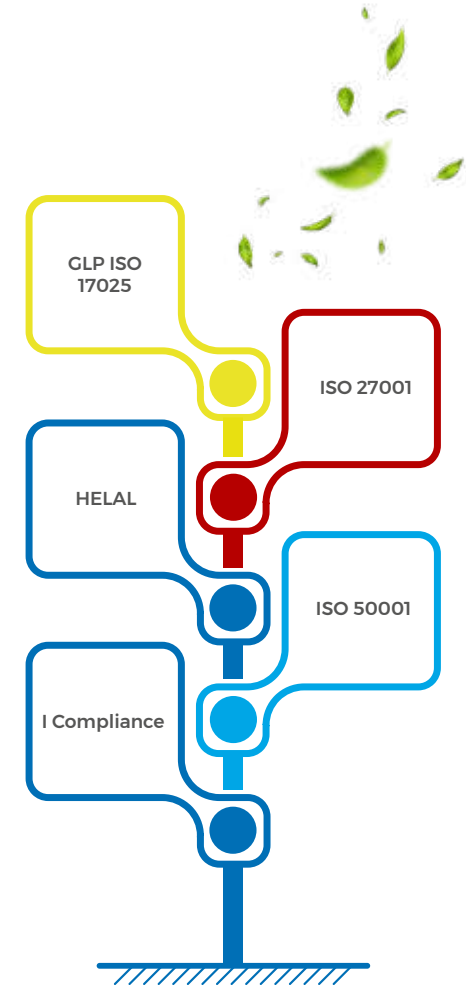 GLP ISO
17025
ISO 27001
HELAL
ISO 50001
I Compliance